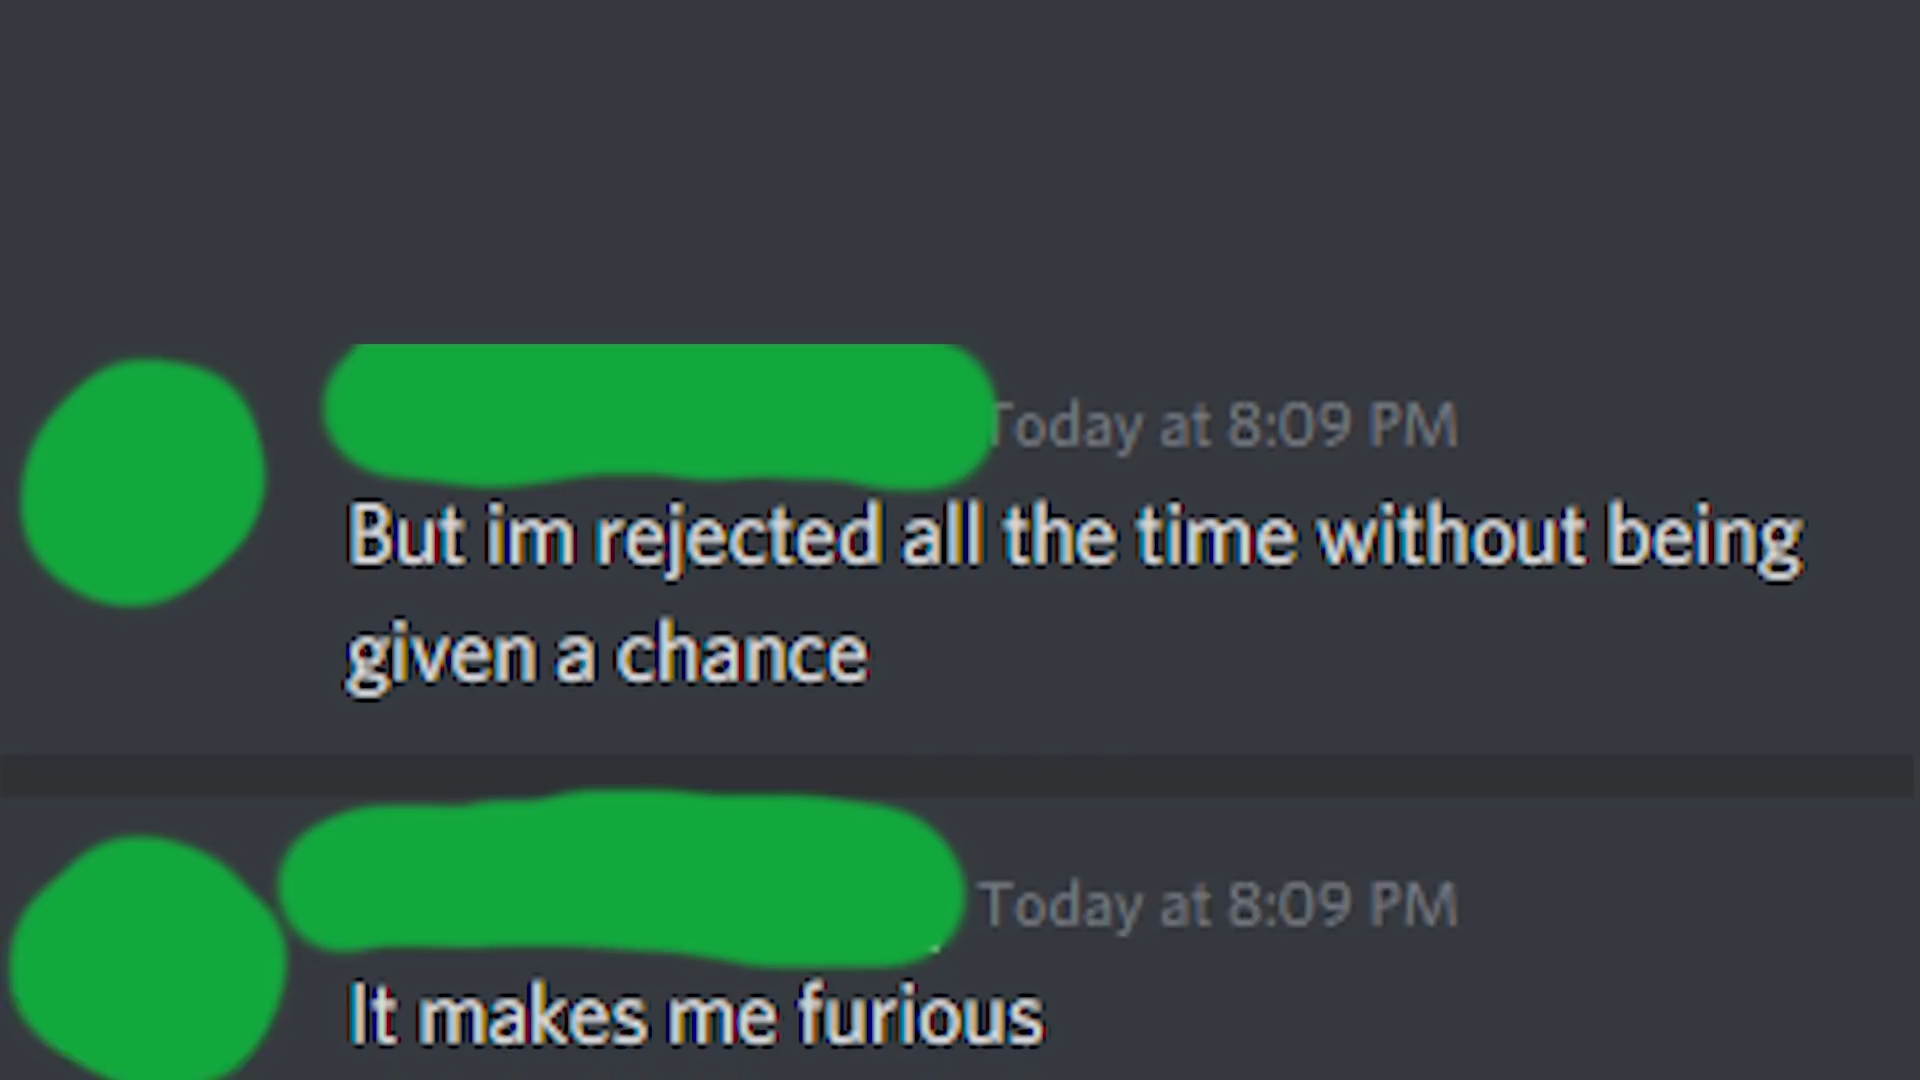 Today at 8:09 PM
But im rejected all the time without being
given a chance
Today at 8:09 PM
It makes me furious